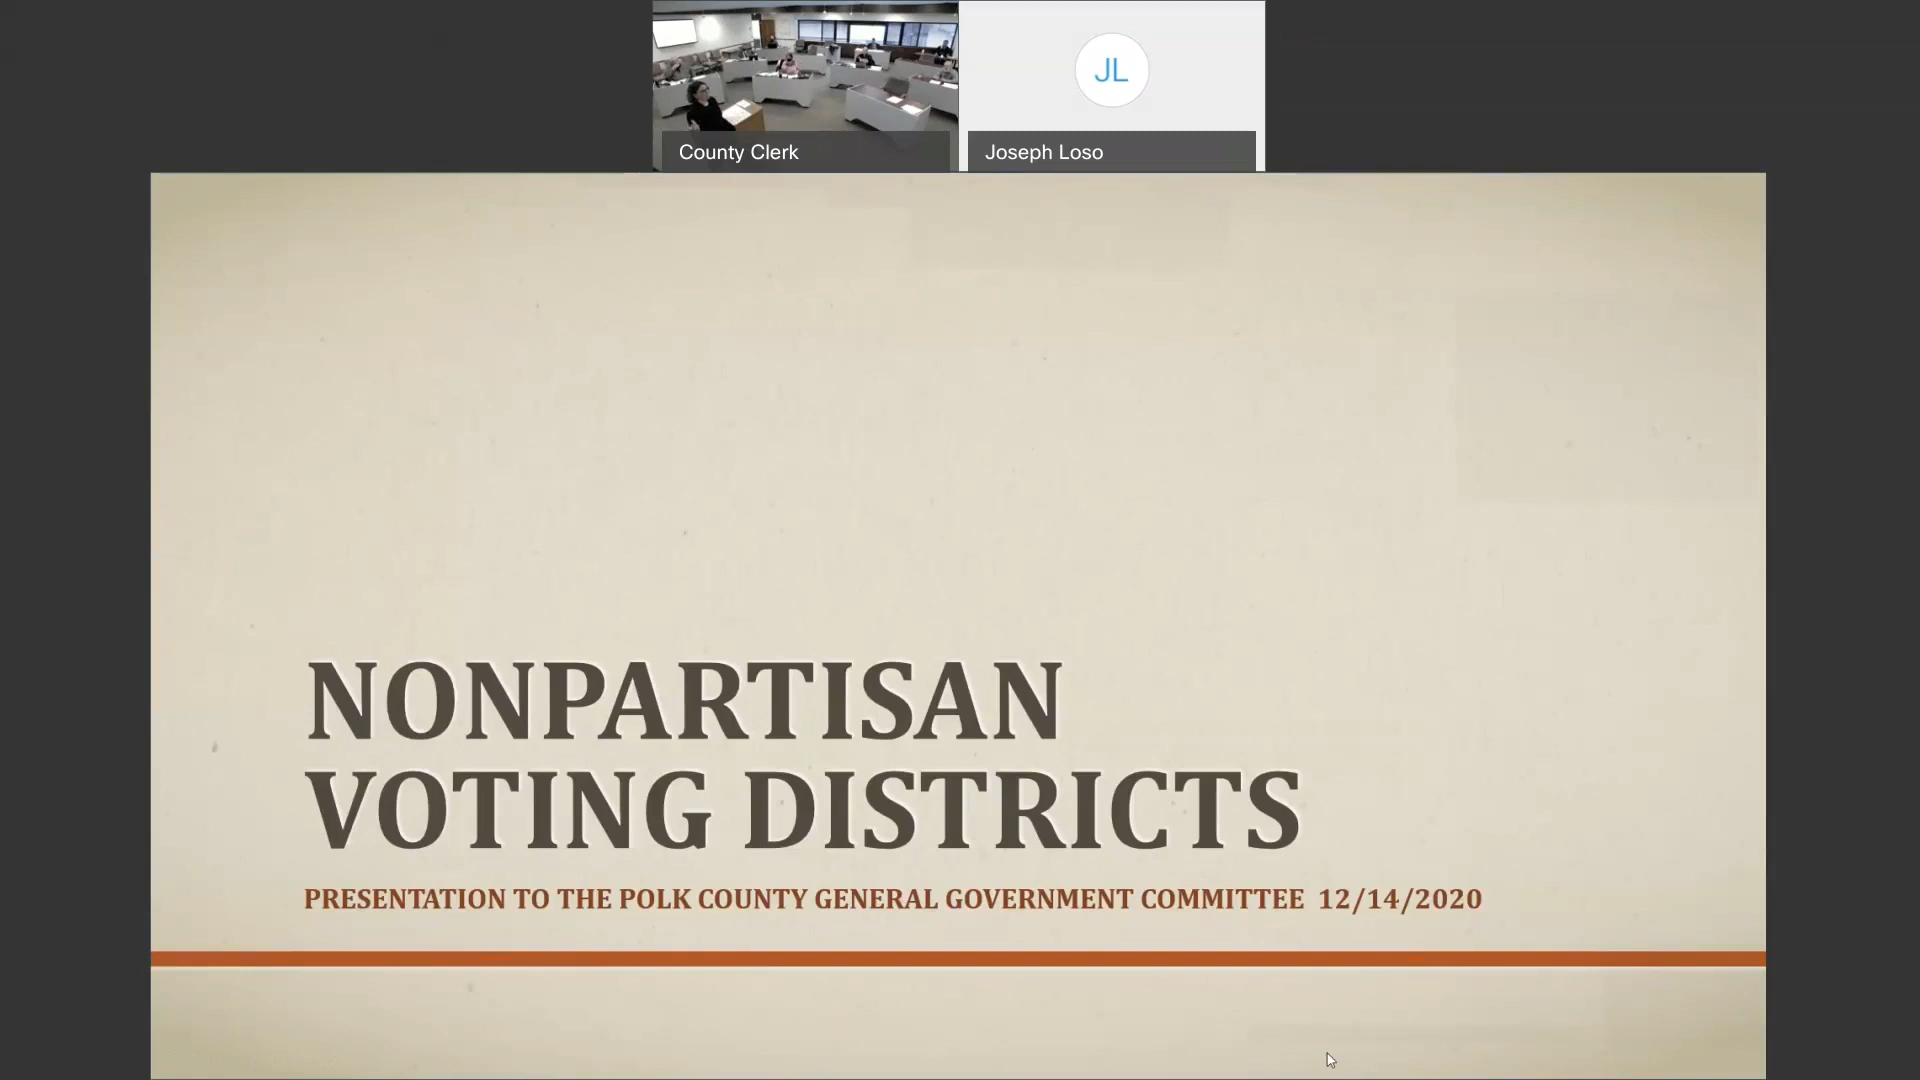 JL
County Clerk
Joseph Loso
NONPARTISAN
VOTING DISTRICTS
PRESENTATION TO THE POLK COUNTY GENERAL GOVERNMENT COMMITTEE 12/14/2020